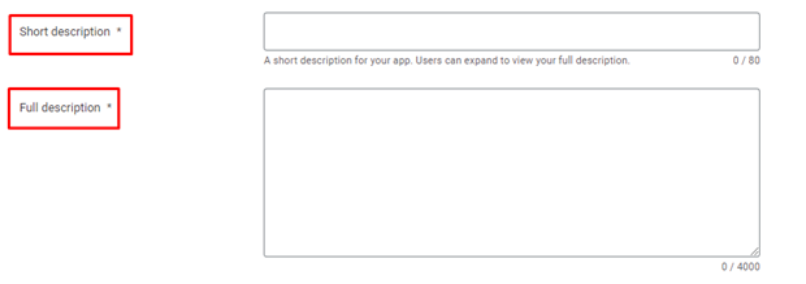 Short description *
A short description for your app. Users can expand to view your full description. 0 / 80
Full description *
0 / 4000